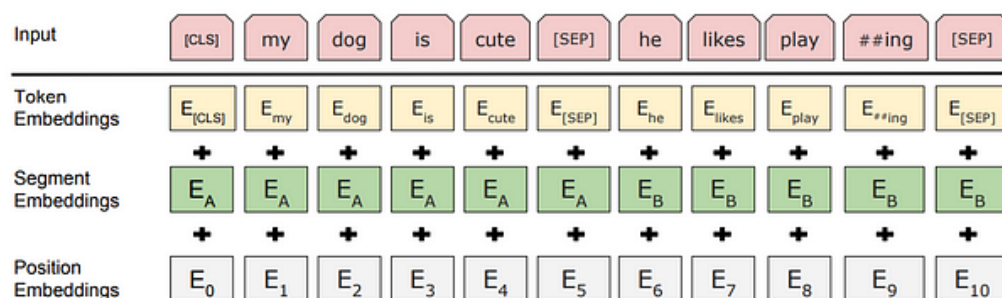 Input [CLS] my dog is cute [SEP] he likes play ##ing [SEP]
Token
Embeddings
E[CLS] Emy Edog Eis Ecute E[SEP] Ehe Elikes Eplay E##ing E[SEP]
+ + + + + + + + + + +
Segment
Embeddings
EA EA EA EA EA EA EB EB EB EB EB
+ + + + + + + + + + +
Position
Embeddings
E0 E1 E2 E3 E4 E5 E6 E7 E8 E9 E10